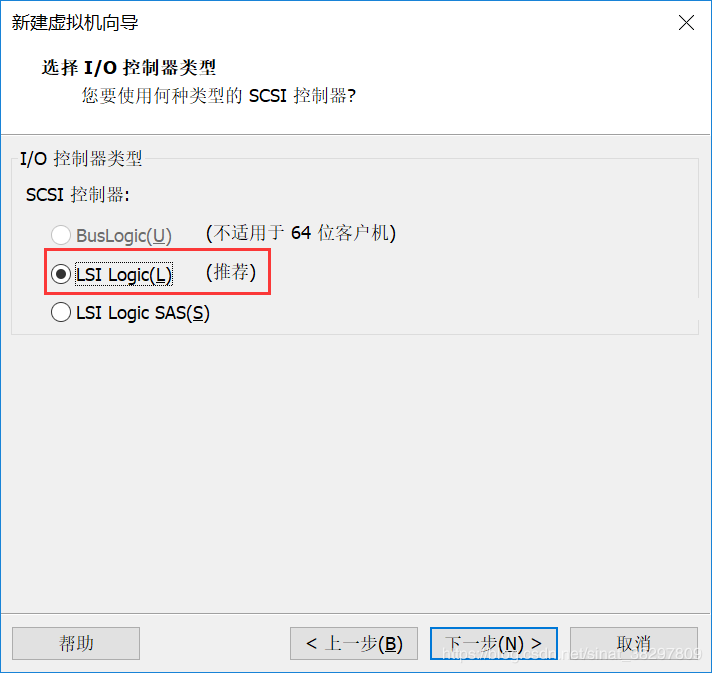 新建虚拟机向导
选择 I/O 控制器类型
您要使用何种类型的 SCSI 控制器?
I/O 控制器类型
SCSI 控制器:
BusLogic(U) (不适用于 64 位客户机)
LSI Logic(L) (推荐)
LSI Logic SAS(S)
帮助 < 上一步(B) 下一步(N) > 取消
https://blog.csdn.net/sinat_38297809